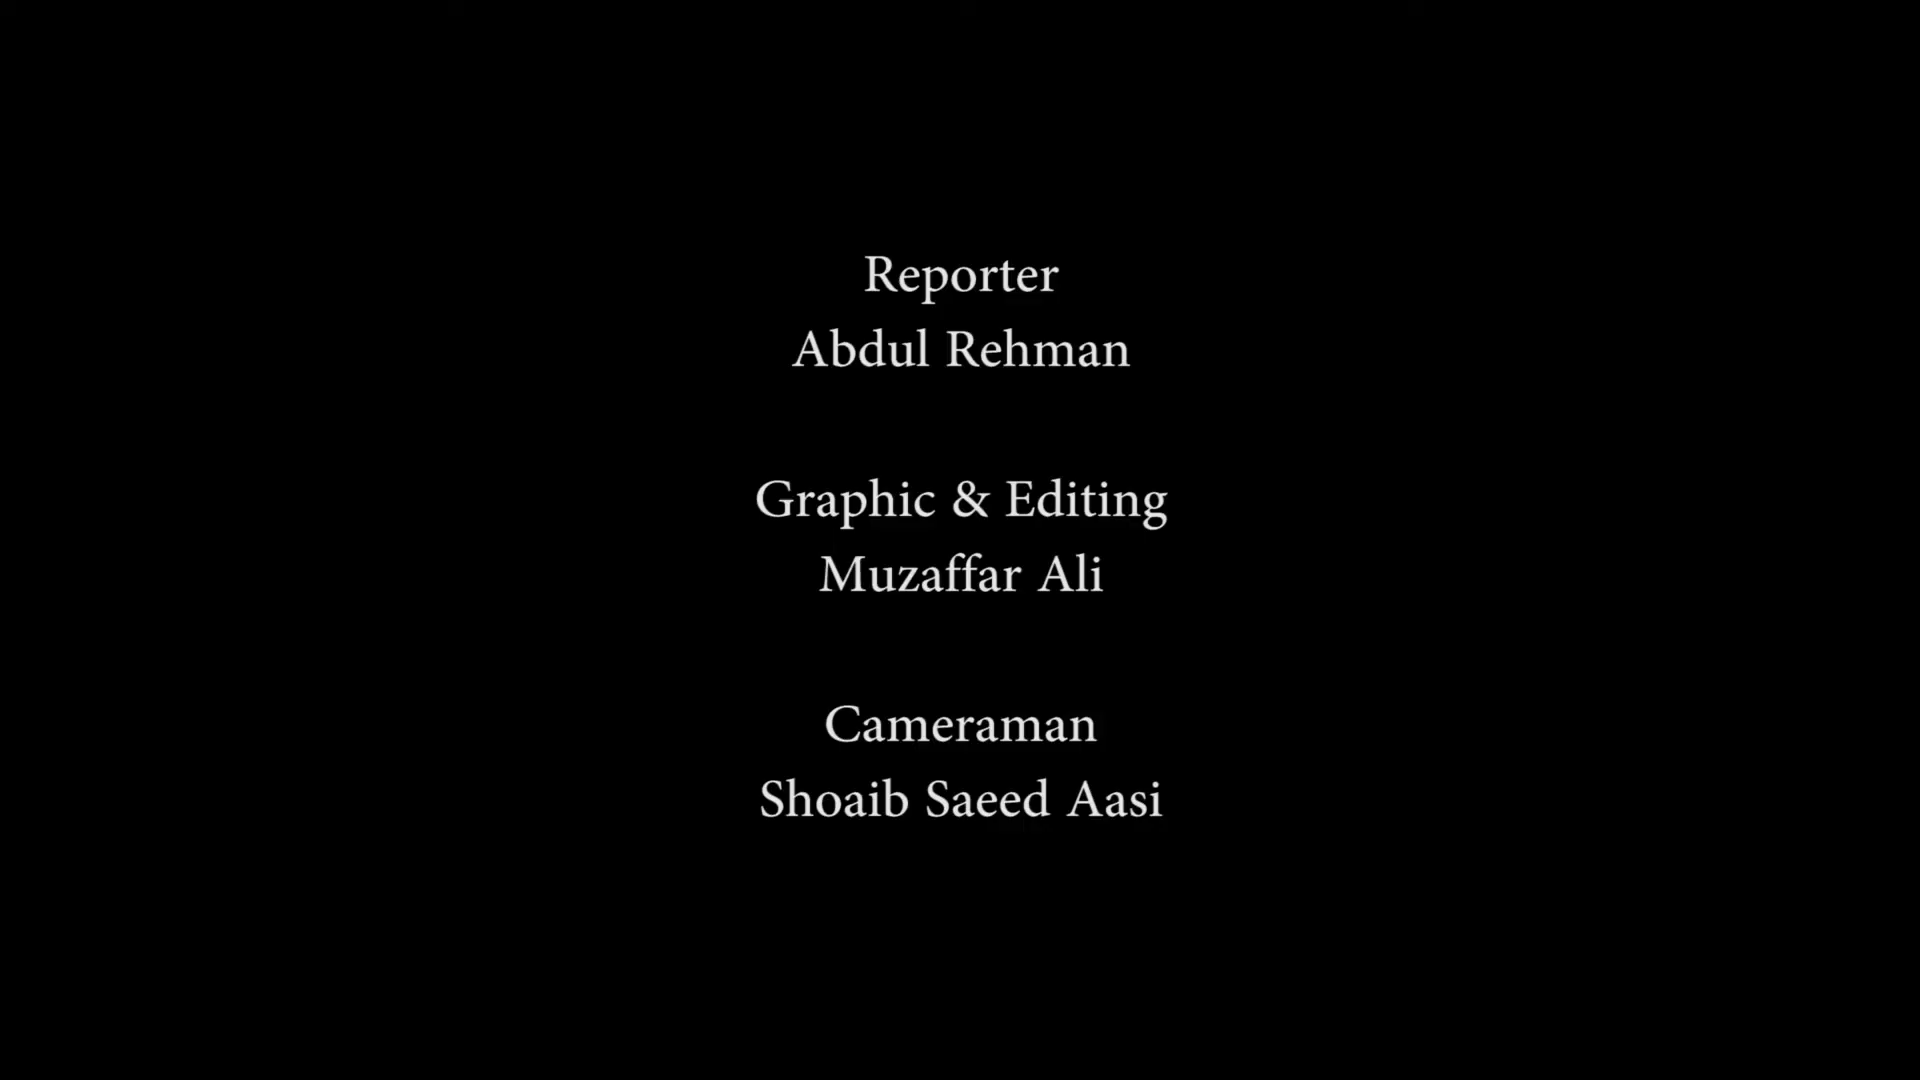 Reporter
Abdul Rehman
Graphic & Editing
Muzaffar Ali
Cameraman
Shoaib Saeed Aasi